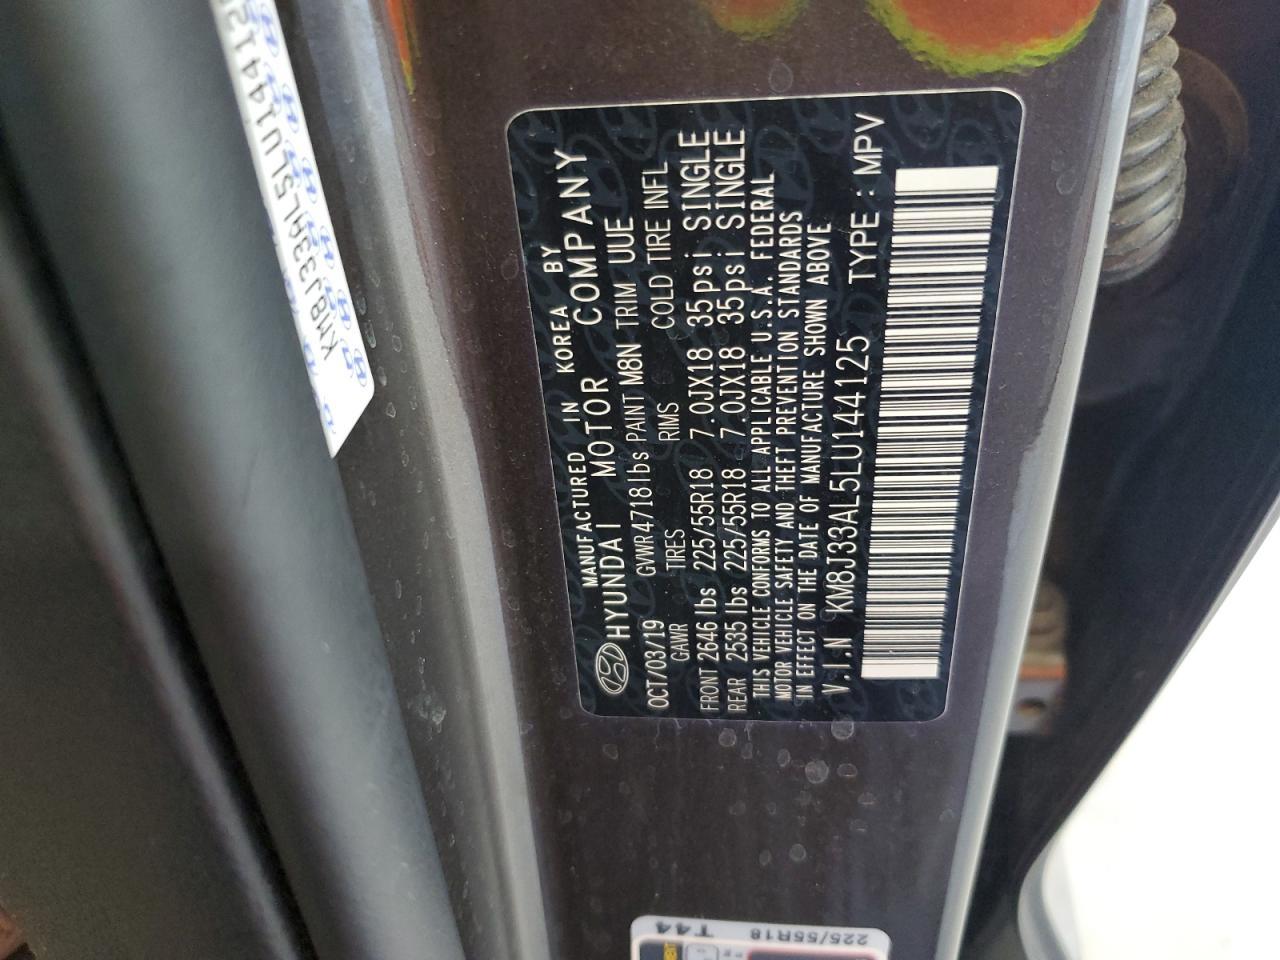 MANUFACTURED IN KOREA BY
HYUNDAI MOTOR COMPANY
OCT/03/19 GVWR4718lbs PAINT M8N TRIM UUE
GAWR TIRES RIMS COLD TIRE INFL
FRONT 2646 lbs 225/55R18 7.0JX18 35psi SINGLE
REAR 2535 lbs 225/55R18 7.0JX18 35psi SINGLE
THIS VEHICLE CONFORMS TO ALL APPLICABLE U.S.A. FEDERAL
MOTOR VEHICLE SAFETY AND THEFT PREVENTION STANDARDS
IN EFFECT ON THE DATE OF MANUFACTURE SHOWN ABOVE
V.I.N KM8J33AL5LU144125 TYPE : MPV
KM8J33AL5LU14412
225/55R18
T44